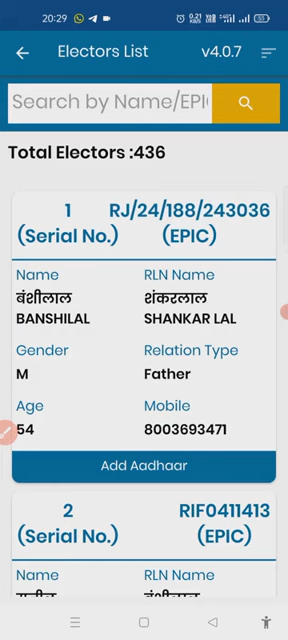 20:29
Electors List v4.0.7
Search by Name/EPI
Total Electors :436
1 RJ/24/188/243036
(Serial No.) (EPIC)
Name RLN Name
बंशीलाल शंकरलाल
BANSHILAL SHANKAR LAL
Gender Relation Type
M Father
Age Mobile
54 8003693471
Add Aadhaar
2 RIF0411413
(Serial No.) (EPIC)
Name RLN Name